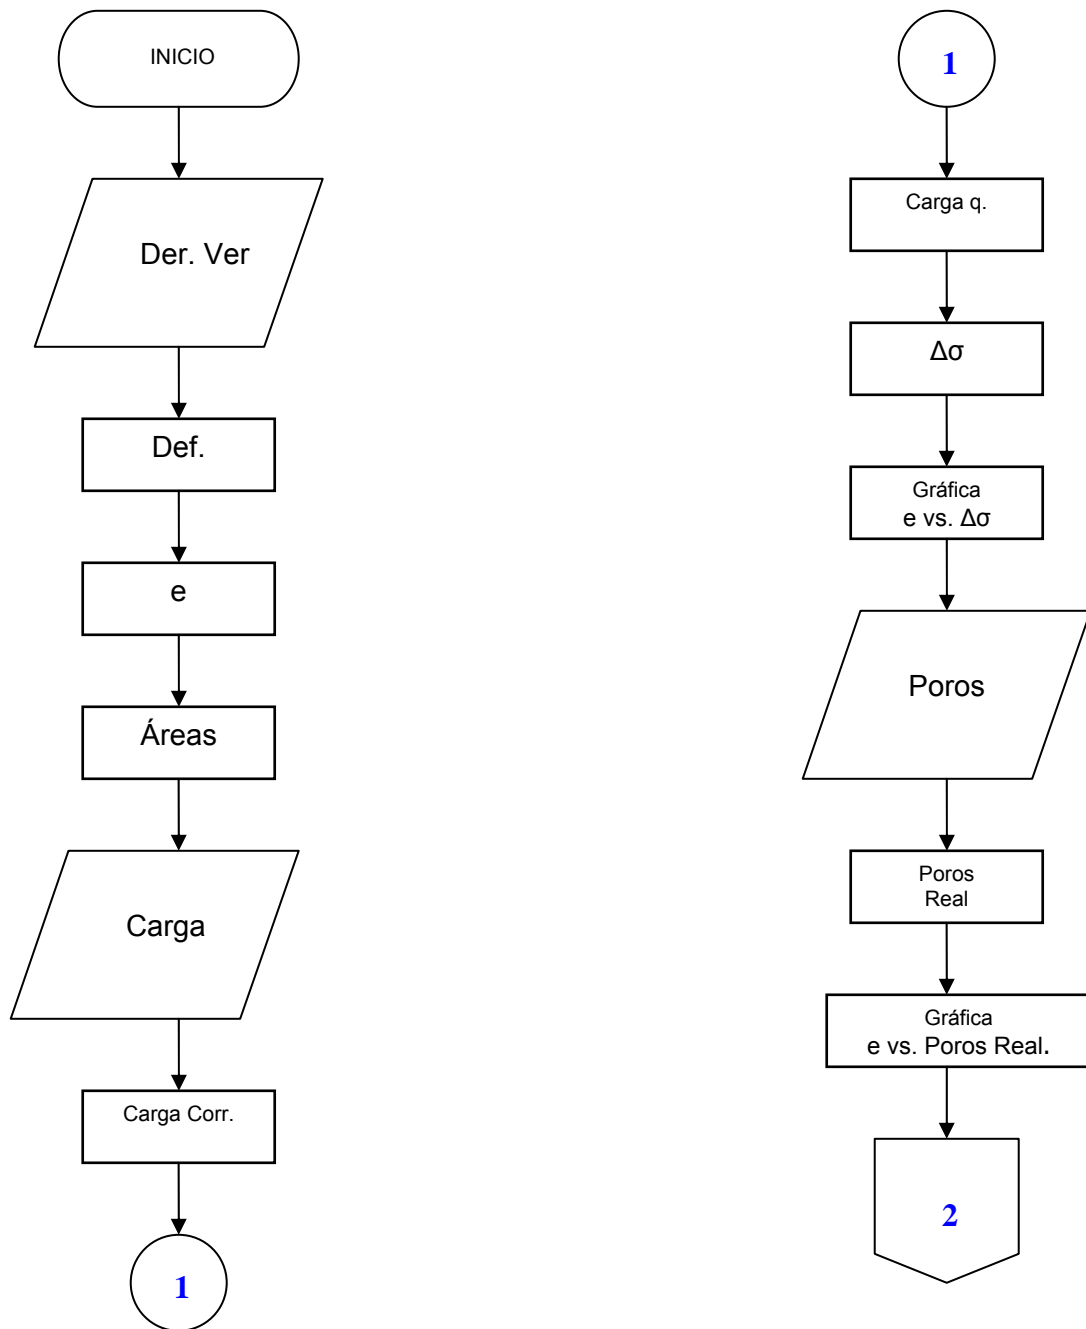 INICIO
Der. Ver
Def.
e
Áreas
Carga
Carga Corr.
1
1
Carga q.
Δσ
Gráfica
e vs. Δσ
Poros
Poros
Real
Gráfica
e vs. Poros Real.
2